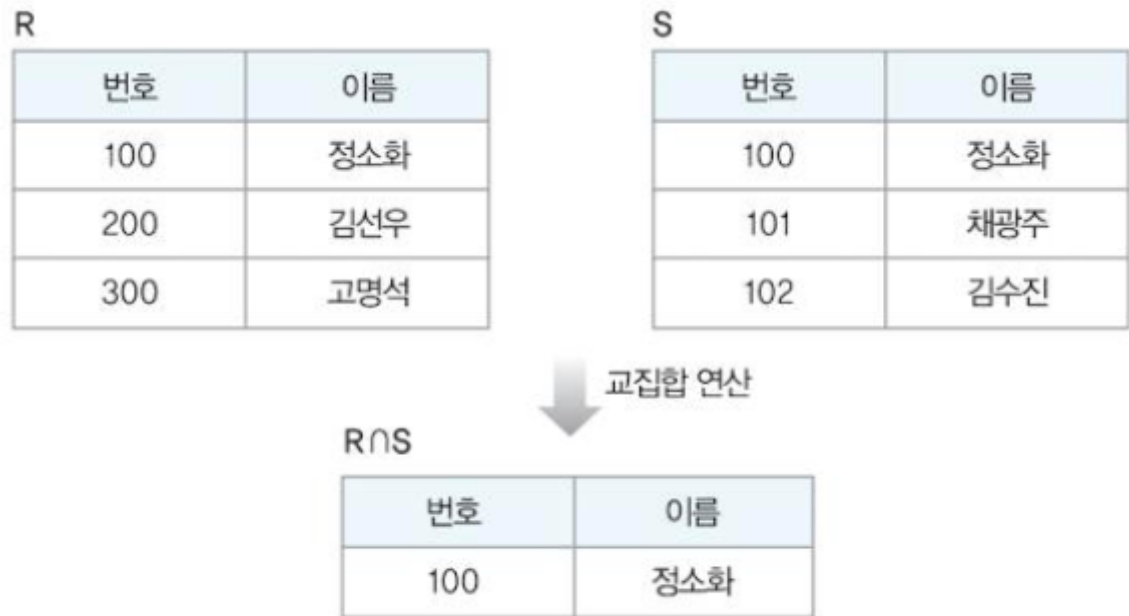 R
번호 이름
100 정소화
200 김선우
300 고명석
S
번호 이름
100 정소화
101 채광주
102 김수진
교집합 연산
R∩S
번호 이름
100 정소화